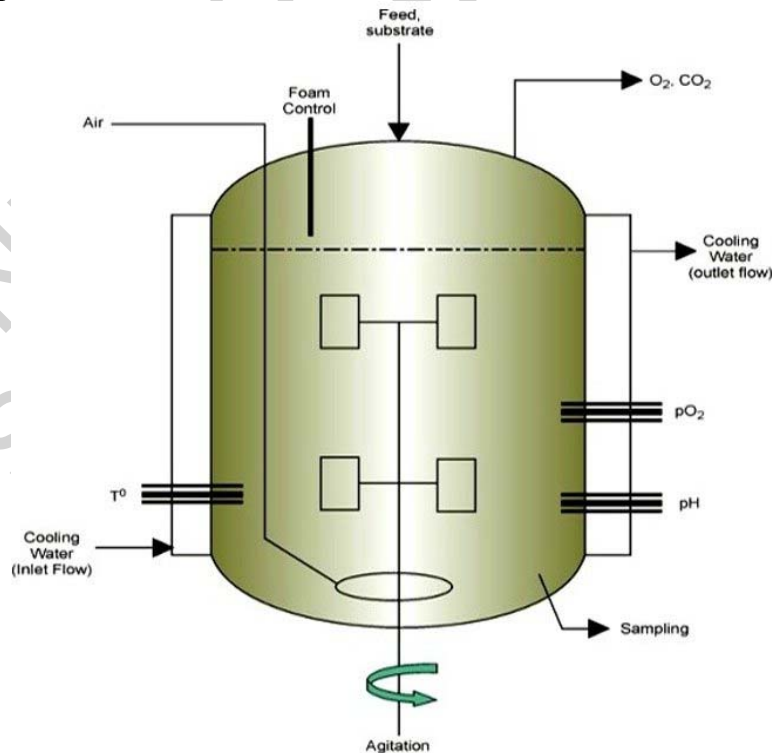 Feed,
substrate
O₂, CO₂
Foam
Control
Air
Cooling
Water
(outlet flow)
pO₂
T⁰
pH
Cooling
Water
(Inlet Flow)
Sampling
Agitation